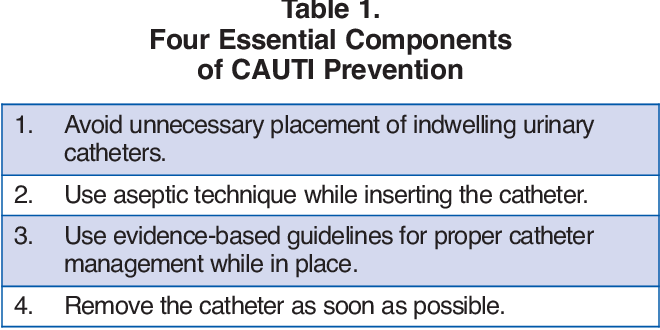 Table 1.
Four Essential Components
of CAUTI Prevention
1. Avoid unnecessary placement of indwelling urinary
catheters.
2. Use aseptic technique while inserting the catheter.
3. Use evidence-based guidelines for proper catheter
management while in place.
4. Remove the catheter as soon as possible.